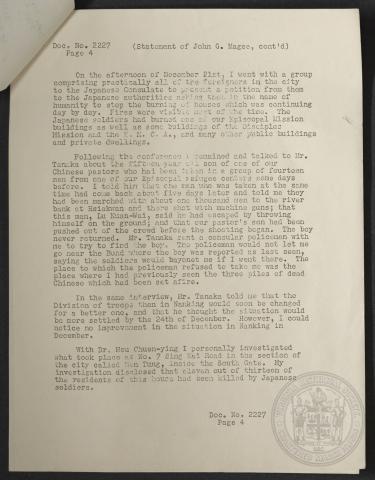 Doc. No. 2227 (Statement of John G. Magee, cont'd)
Page 4
On the afternoon of December 21st, I went with a group
comprising practically all of the foreigners in the city
to the Japanese Consulate to present a petition from them
to the Japanese authorities asking them in the name of
humanity to stop the burning of houses which was continuing
day by day. Fires were visible most of the time. The
Japanese soldiers had burned one of our Episcopal Mission
buildings as well as some buildings of the Disciples
Mission and the Y. M. C. A., and many other public buildings
and private dwellings.
Following the conference I remained and talked to Mr.
Tanaka about the fifteen year old son of one of our
Chinese pastors who had been taken in a group of fourteen
men from one of our Episcopal refugee centers some days
before. I told him that one man who was taken at the same
time had come back about five days later and told me they
had been marched with about one thousand men to the river
bank at Hsiakwan and there shot with machine guns; that
this man, Lu Kuan-Wei, said he had escaped by throwing
himself on the ground; and that our pastor's son had been
pushed out of the crowd before the shooting began. The boy
never returned. Mr. Tanaka sent a consular policeman with
me to try to find the boy. The policeman would not let me
go near the Bund where the boy was reported as last seen,
saying the soldiers would bayonet me if I went there. The
place to which the policeman refused to take me was the
place where I had previously seen the three piles of dead
Chinese which had been set afire.
In the same interview, Mr. Tanaka told me that the
Division of troops then in Nanking would soon be changed
for a better one, and that he thought the situation would
be more settled by the 24th of December. However, I could
notice no improvement in the situation in Nanking in
December.
With Dr. Hsu Chuen-ying I personally investigated
what took place at No. 7 Sing Kai Road in the section of
the city called Men Tung, inside the South Gate. My
investigation disclosed that eleven out of thirteen of
the residents of this house had been killed by Japanese
soldiers.
Doc. No. 2227
Page 4